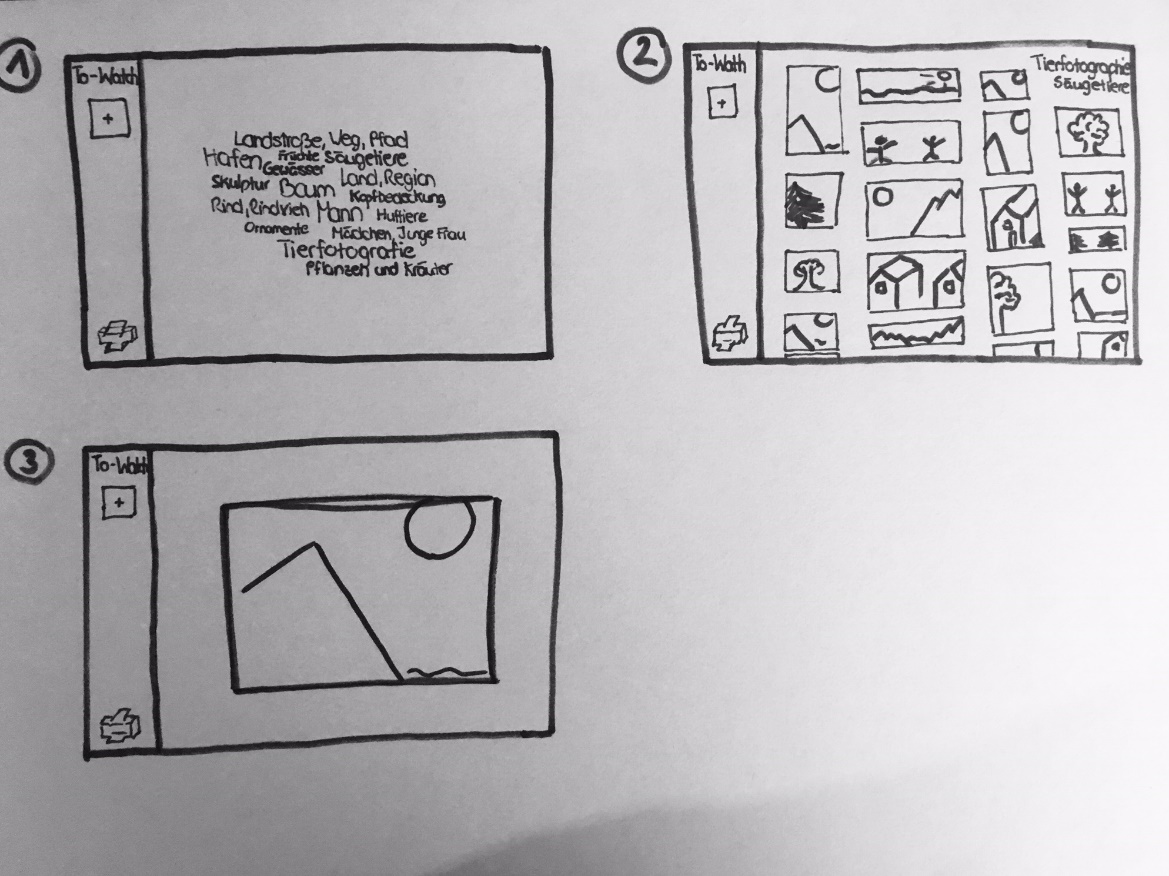 1
To-Watch
+
Landstraße, Weg, Pfad
Hafen Früchte Säugetiere
Gewässer
Skulptur Baum Land, Region
Kopfbedeckung
Rind, Rindvieh Mann Huftiere
Ornamente Mädchen, Junge Frau
Tierfotografie
Pflanzen und Kräuter
2
To-Wath
+
Tierfotographie
Säugetiere
3
To-Watch
+